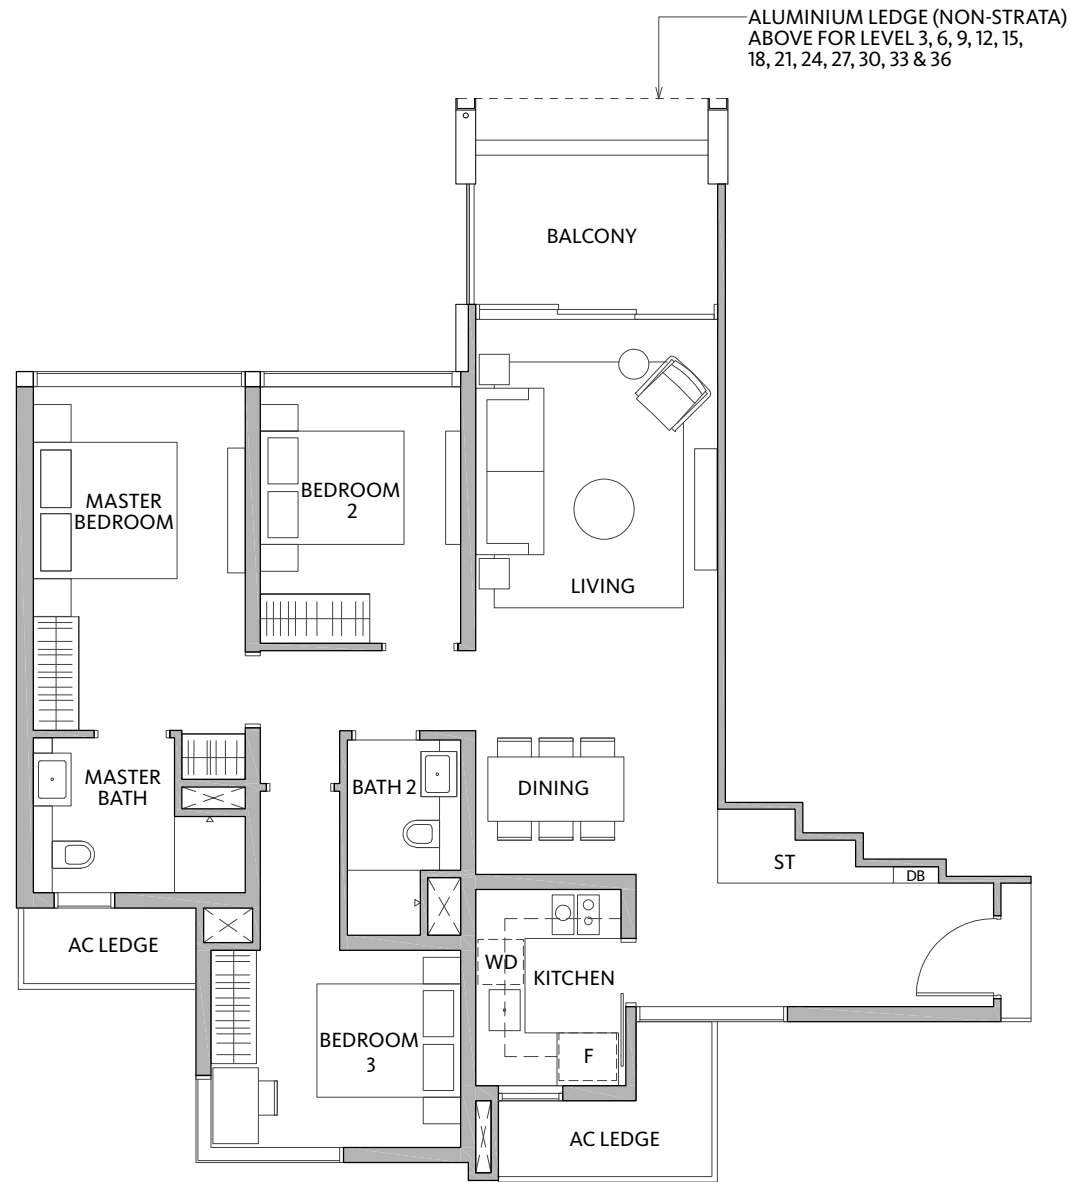 ALUMINIUM LEDGE (NON-STRATA)
ABOVE FOR LEVEL 3, 6, 9, 12, 15,
18, 21, 24, 27, 30, 33 & 36
BALCONY
MASTER
BEDROOM
BEDROOM
2
LIVING
MASTER
BATH
BATH 2
DINING
ST
DB
AC LEDGE
WD
KITCHEN
BEDROOM
3
F
AC LEDGE